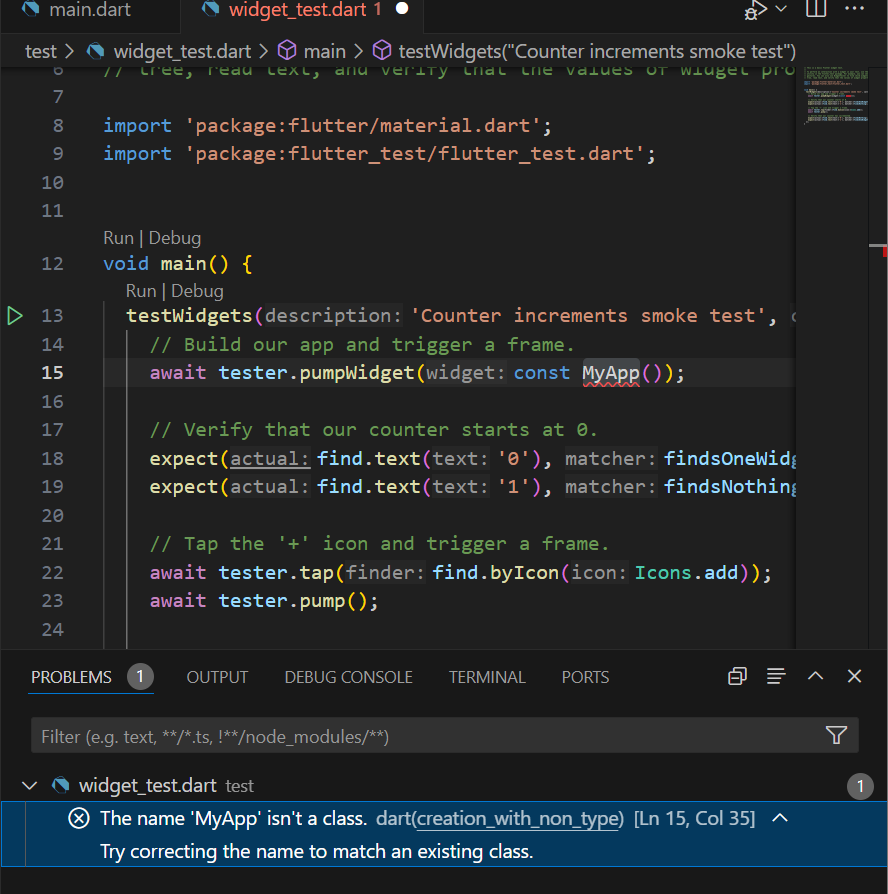 main.dart
widget_test.dart 1
test > widget_test.dart > main > testWidgets("Counter increments smoke test")
6 // tree, read text, and verify that the values of widget pro
7
8 import 'package:flutter/material.dart';
9 import 'package:flutter_test/flutter_test.dart';
10
11
Run | Debug
12 void main() {
Run | Debug
13 testWidgets(description: 'Counter increments smoke test',
14 // Build our app and trigger a frame.
15 await tester.pumpWidget(widget: const MyApp());
16
17 // Verify that our counter starts at 0.
18 expect(actual: find.text(text: '0'), matcher: findsOneWidg
19 expect(actual: find.text(text: '1'), matcher: findsNothing
20
21 // Tap the '+' icon and trigger a frame.
22 await tester.tap(finder: find.byIcon(icon: Icons.add));
23 await tester.pump();
24
PROBLEMS 1 OUTPUT DEBUG CONSOLE TERMINAL PORTS
Filter (e.g. text, **/*.ts, !**/node_modules/**)
widget_test.dart test 1
The name 'MyApp' isn't a class. dart(creation_with_non_type) [Ln 15, Col 35]
Try correcting the name to match an existing class.